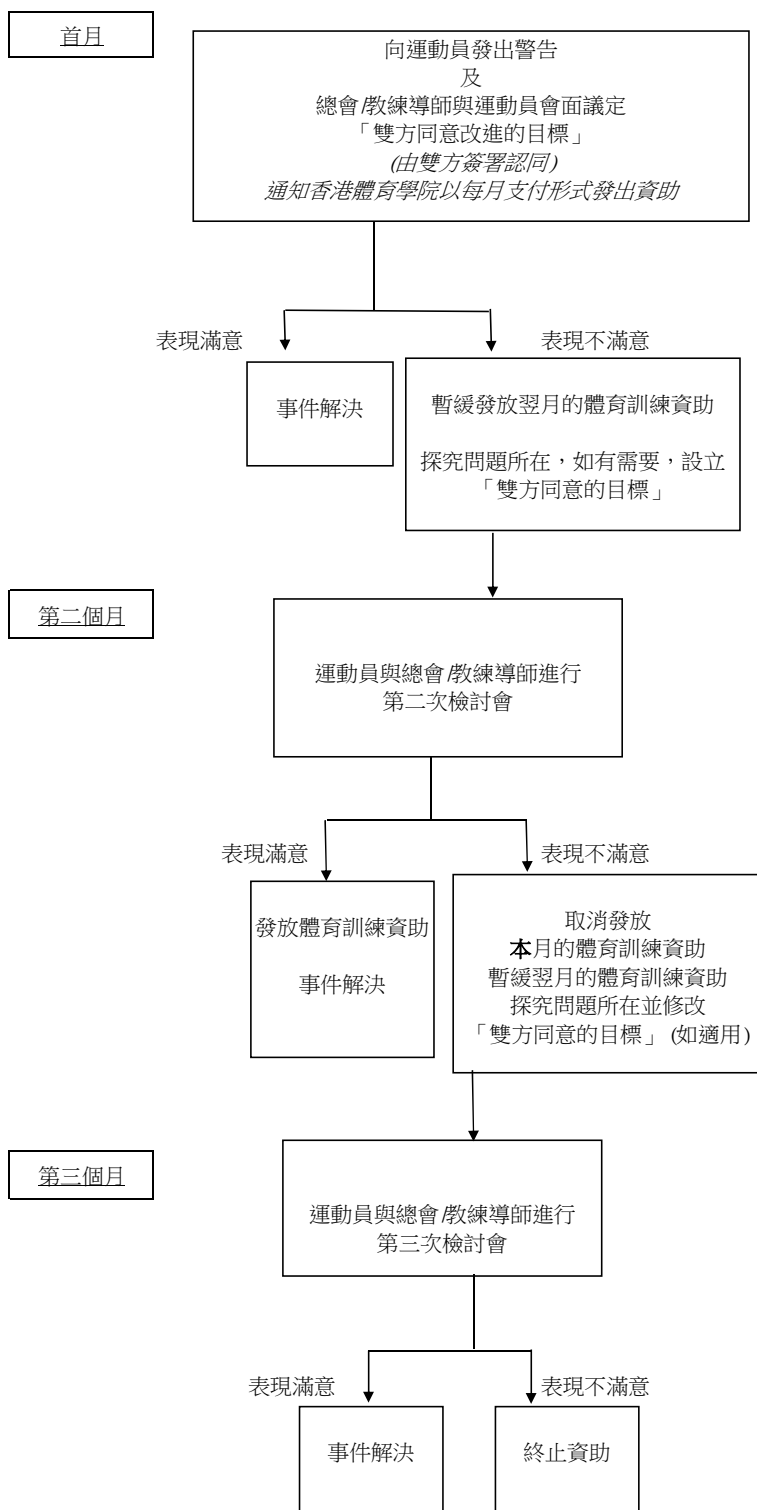 首月
向運動員發出警告
及
總會/教練導師與運動員會面議定
「雙方同意改進的目標」
(由雙方簽署認同)
通知香港體育學院以每月支付形式發出資助
表現滿意
表現不滿意
事件解決
暫緩發放翌月的體育訓練資助
探究問題所在，如有需要，設立
「雙方同意的目標」
第二個月
運動員與總會/教練導師進行
第二次檢討會
表現滿意
表現不滿意
發放體育訓練資助
事件解決
取消發放
本月的體育訓練資助
暫緩翌月的體育訓練資助
探究問題所在並修改
「雙方同意的目標」 (如適用)
第三個月
運動員與總會/教練導師進行
第三次檢討會
表現滿意
表現不滿意
事件解決
終止資助